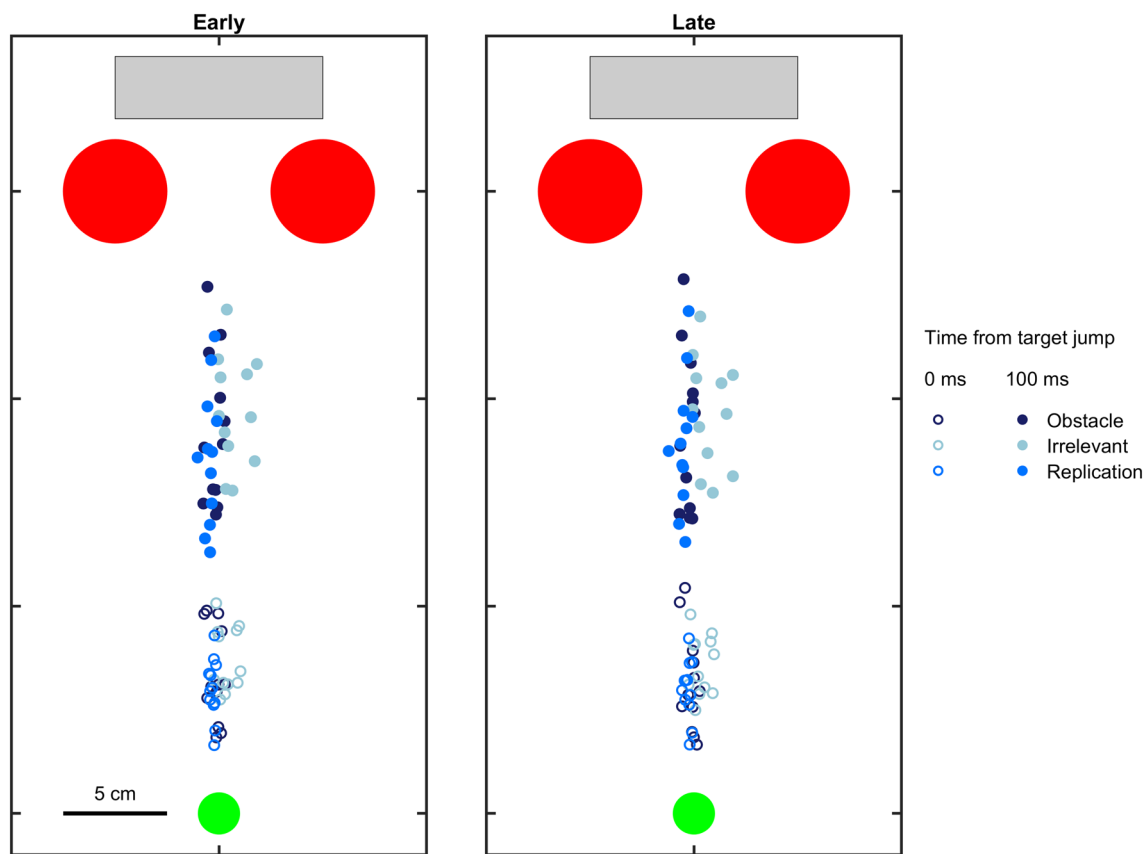 Early
Late
5 cm
Time from target jump
0 ms 100 ms
Obstacle
Irrelevant
Replication